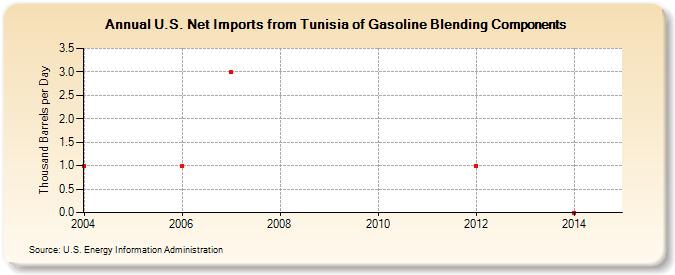 Annual U.S. Net Imports from Tunisia of Gasoline Blending Components
Thousand Barrels per Day
3.5
3.0
2.5
2.0
1.5
1.0
0.5
0.0
2004 2006 2008 2010 2012 2014
Source: U.S. Energy Information Administration